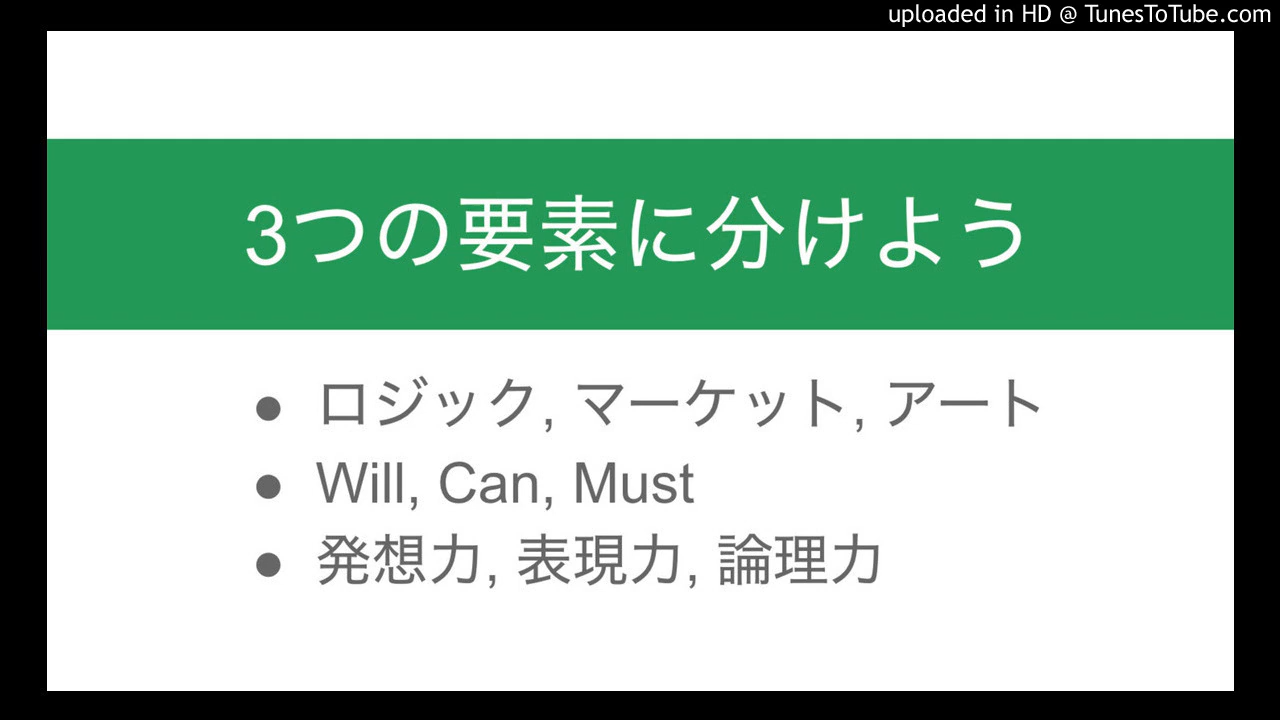 uploaded in HD @ TunesToTube.com
3つの要素に分けよう
● ロジック, マーケット, アート
● Will, Can, Must
● 発想力, 表現力, 論理力